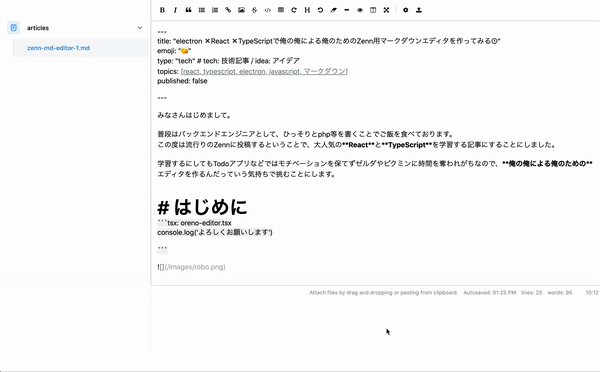 articles
zenn-md-editor-1.md
---
title: "electron ×React ×TypeScriptで俺の俺による俺のためのZenn用マークダウンエディタを作ってみる①"
emoji: "😘"
type: "tech" # tech: 技術記事 / idea: アイデア
topics: [react, typescript, electron, javascript, マークダウン]
published: false
---
みなさんはじめまして。
普段はバックエンドエンジニアとして、ひっそりとphp等を書くことでご飯を食べております。
この度は流行りのZennに投稿するということで、大人気の**React**と**TypeScript**を学習する記事にすることにしました。
学習するにしてもTodoアプリなどではモチベーションを保てずゼルダやピクミンに時間を奪われがちなので、**俺の俺による俺のための**
エディタを作るんだっていう気持ちで挑むことにします。
# はじめに
```tsx: oreno-editor.tsx
console.log('よろしくお願いします')
```
![](/images/robo.png)
Attach files by drag and dropping or pasting from clipboard. Autosaved: 01:25 PM lines: 25 words: 95 10:12